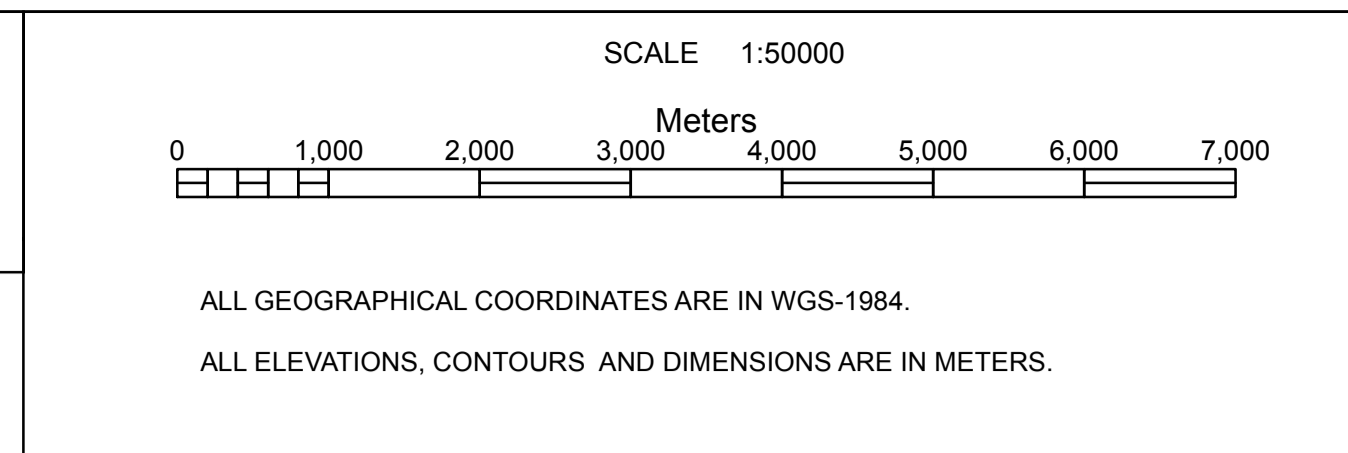 SCALE 1:50000
Meters
0 1,000 2,000 3,000 4,000 5,000 6,000 7,000
ALL GEOGRAPHICAL COORDINATES ARE IN WGS-1984.
ALL ELEVATIONS, CONTOURS AND DIMENSIONS ARE IN METERS.